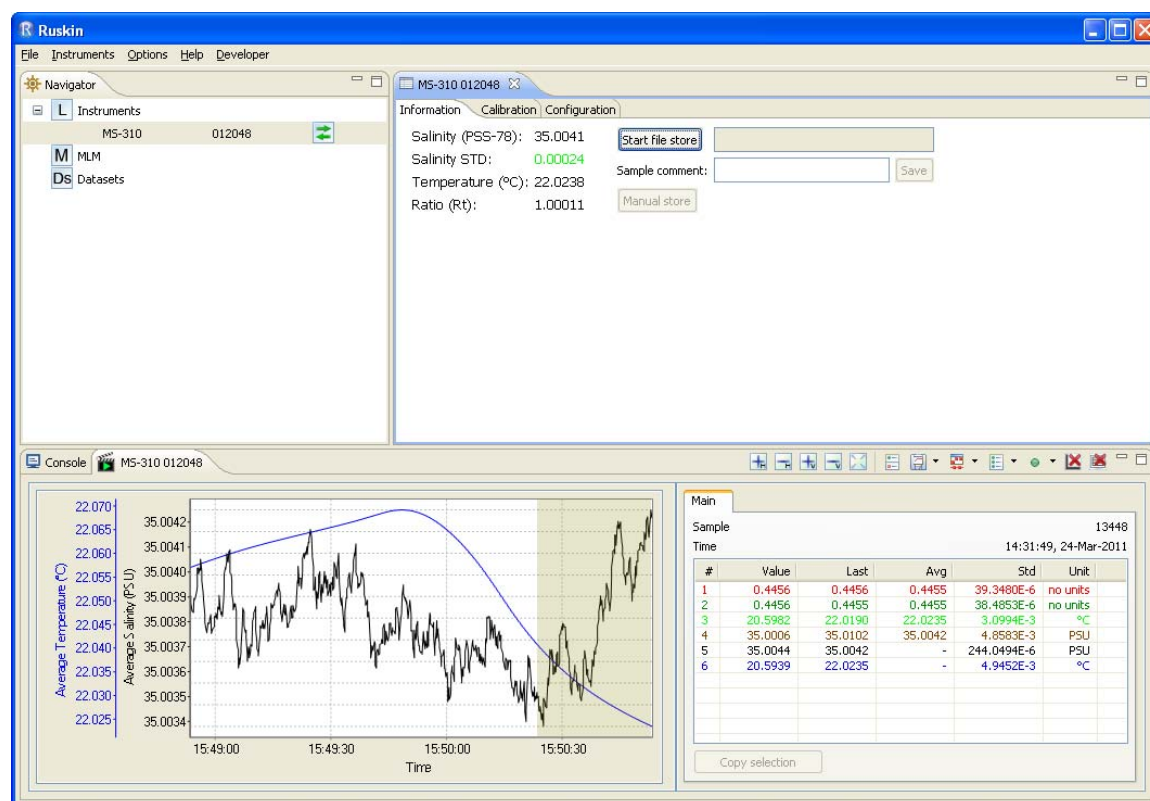 Ruskin
File Instruments Options Help Developer
Navigator
L Instruments
MS-310 012048
M MLM
Ds Datasets
MS-310 012048
Information Calibration Configuration
Salinity (PSS-78): 35.0041
Salinity STD: 0.00024
Temperature (ºC): 22.0238
Ratio (Rt): 1.00011
Start file store
Sample comment: Save
Manual store
Console MS-310 012048
Average Temperature (ºC)
22.070
22.065
22.060
22.055
22.050
22.045
22.040
22.035
22.030
22.025
Average Salinity (PSU)
35.0042
35.0041
35.0040
35.0039
35.0038
35.0037
35.0036
35.0035
35.0034
15:49:00 15:49:30 15:50:00 15:50:30
Time
Main
Sample 13448
Time 14:31:49, 24-Mar-2011
# Value Last Avg Std Unit
1 0.4456 0.4456 0.4455 39.3480E-6 no units
2 0.4456 0.4455 0.4455 38.4853E-6 no units
3 20.5982 22.0190 22.0235 3.0994E-3 ºC
4 35.0006 35.0102 35.0042 4.8583E-3 PSU
5 35.0044 35.0042 - 244.0494E-6 PSU
6 20.5939 22.0235 - 4.9452E-3 ºC
Copy selection